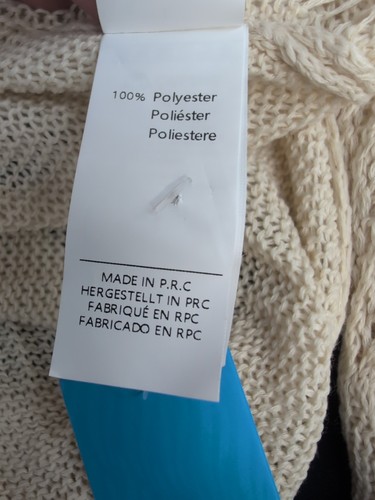 100% Polyester
Poliéster
Poliestere
MADE IN P.R.C
HERGESTELLT IN PRC
FABRIQUÉ EN RPC
FABRICADO EN RPC